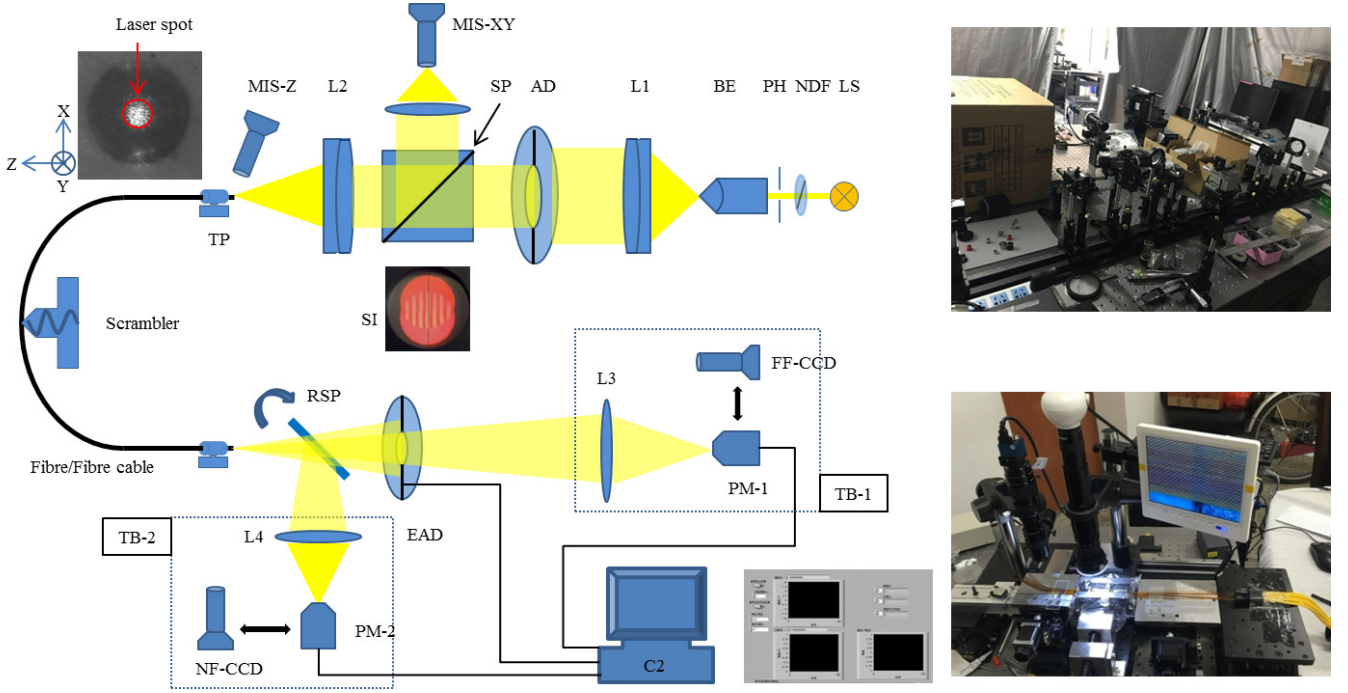 Laser spot
MIS-XY
MIS-Z
L2
SP
AD
L1
BE
PH
NDF
LS
X
Z
Y
TP
Scrambler
SI
FF-CCD
L3
RSP
PM-1
Fibre/Fibre cable
TB-1
TB-2
L4
EAD
PM-2
NF-CCD
C2